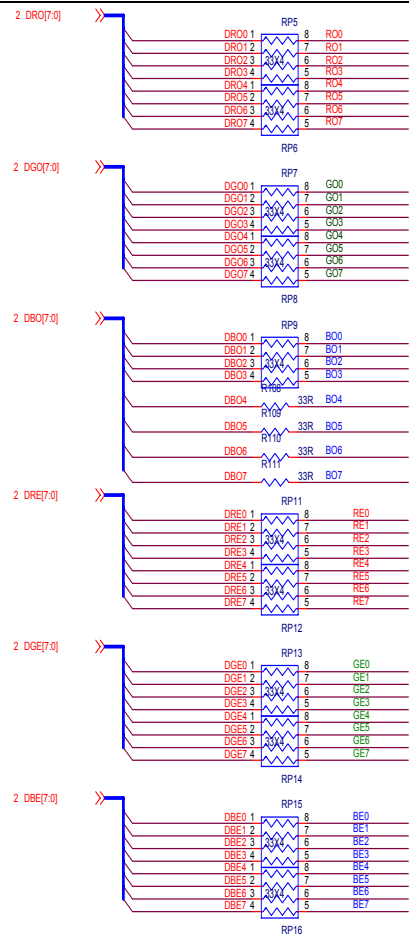 2 DRO[7:0]
RP5
DRO0 1 8 RO0
DRO1 2 7 RO1
DRO2 3 33X4 6 RO2
DRO3 4 5 RO3
DRO4 1 8 RO4
DRO5 2 7 RO5
DRO6 3 33X4 6 RO6
DRO7 4 5 RO7
RP6
2 DGO[7:0]
RP7
DGO0 1 8 GO0
DGO1 2 7 GO1
DGO2 3 33X4 6 GO2
DGO3 4 5 GO3
DGO4 1 8 GO4
DGO5 2 7 GO5
DGO6 3 33X4 6 GO6
DGO7 4 5 GO7
RP8
2 DBO[7:0]
RP9
DBO0 1 8 BO0
DBO1 2 7 BO1
DBO2 3 33X4 6 BO2
DBO3 4 5 BO3
R108
DBO4 33R BO4
R109
DBO5 33R BO5
R110
DBO6 33R BO6
R111
DBO7 33R BO7
2 DRE[7:0]
RP11
DRE0 1 8 RE0
DRE1 2 7 RE1
DRE2 3 33X4 6 RE2
DRE3 4 5 RE3
DRE4 1 8 RE4
DRE5 2 7 RE5
DRE6 3 33X4 6 RE6
DRE7 4 5 RE7
RP12
2 DGE[7:0]
RP13
DGE0 1 8 GE0
DGE1 2 7 GE1
DGE2 3 33X4 6 GE2
DGE3 4 5 GE3
DGE4 1 8 GE4
DGE5 2 7 GE5
DGE6 3 33X4 6 GE6
DGE7 4 5 GE7
RP14
2 DBE[7:0]
RP15
DBE0 1 8 BE0
DBE1 2 7 BE1
DBE2 3 33X4 6 BE2
DBE3 4 5 BE3
DBE4 1 8 BE4
DBE5 2 7 BE5
DBE6 3 33X4 6 BE6
DBE7 4 5 BE7
RP16